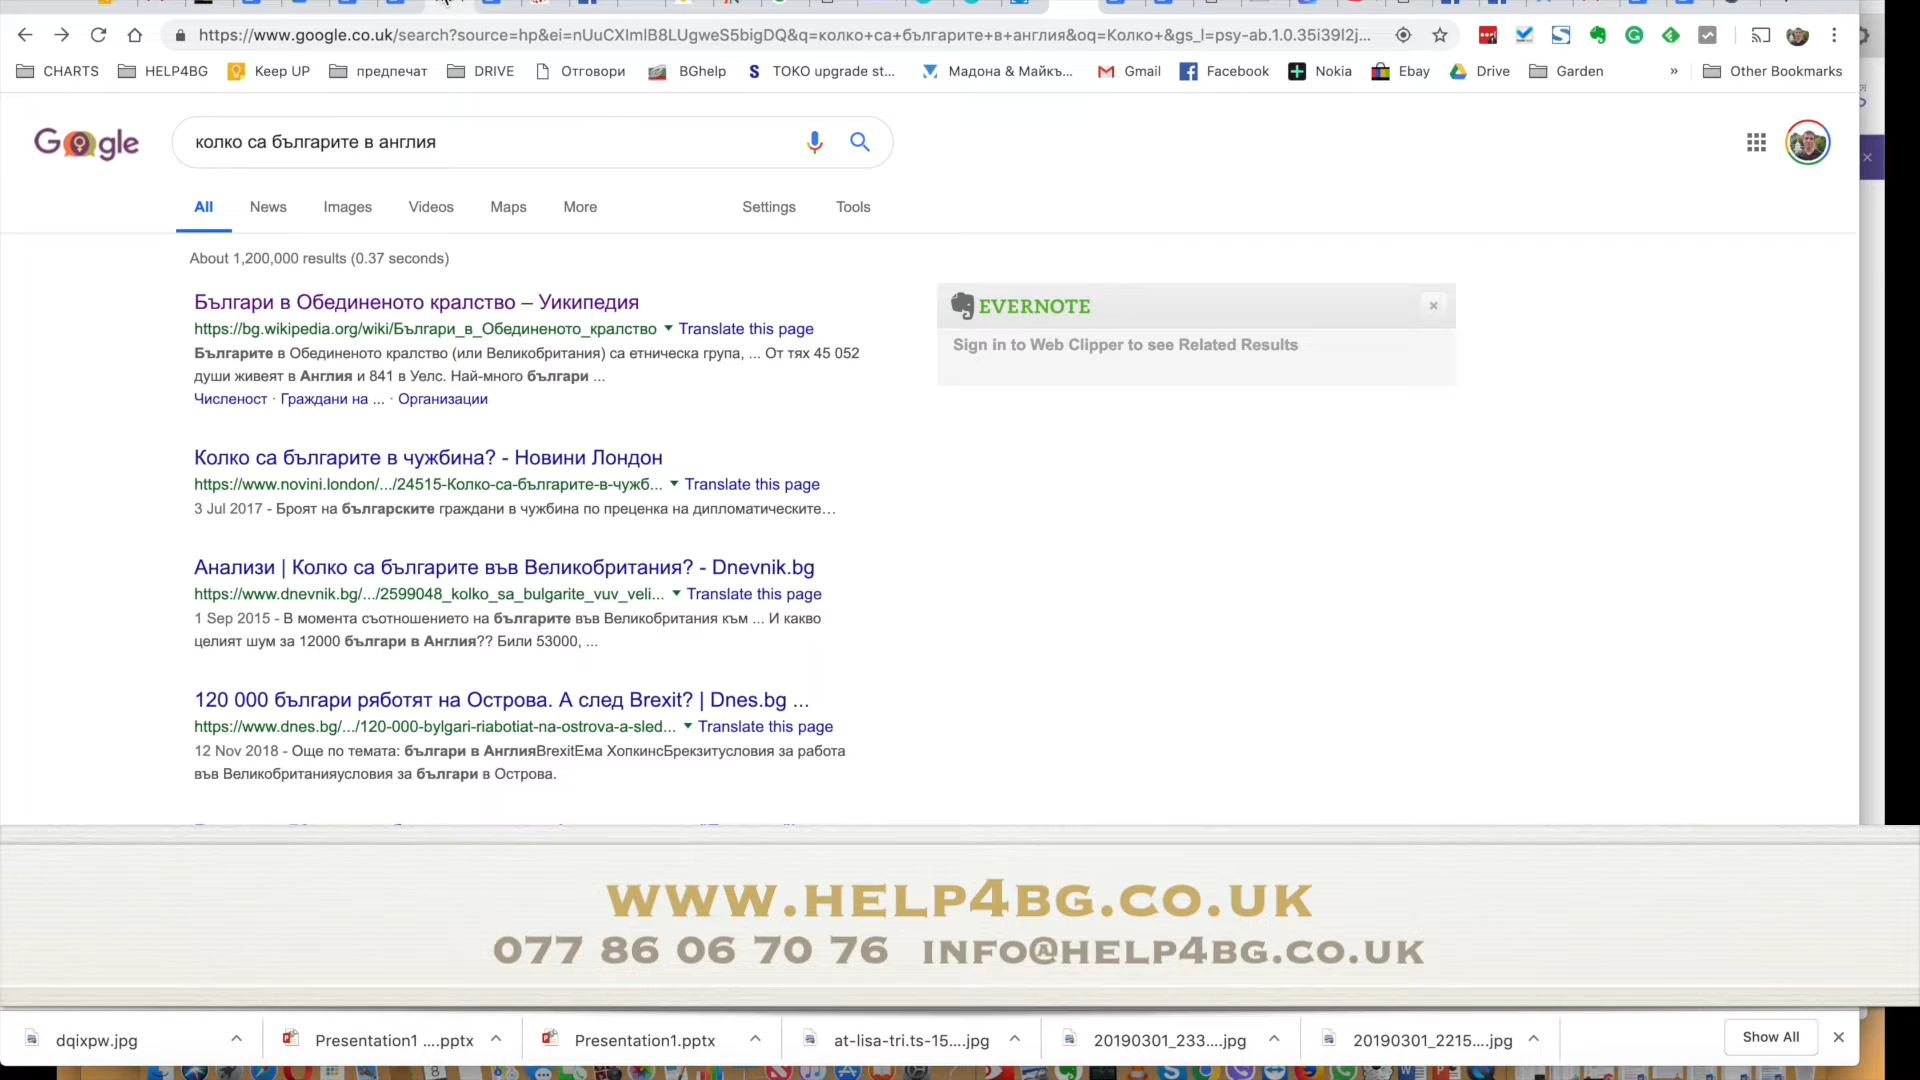 https://www.google.co.uk/search?source=hp&ei=nUuCXImIB8LUgweS5bigDQ&q=колко+са+българите+в+англия&oq=Колко+&gs_l=psy-ab.1.0.35i39l2j...
CHARTS HELP4BG Keep UP предпечат DRIVE Отговори BGhelp TOKO upgrade st... Мадона & Майкъ... Gmail Facebook Nokia Ebay Drive Garden » Other Bookmarks
Google
колко са българите в англия
All News Images Videos Maps More Settings Tools
About 1,200,000 results (0.37 seconds)
Българи в Обединеното кралство – Уикипедия
https://bg.wikipedia.org/wiki/Българи_в_Обединеното_кралство Translate this page
Българите в Обединеното кралство (или Великобритания) са етническа група, ... От тях 45 052
души живеят в Англия и 841 в Уелс. Най-много българи ...
Численост · Граждани на ... · Организации
EVERNOTE
Sign in to Web Clipper to see Related Results
Колко са българите в чужбина? - Новини Лондон
https://www.novini.london/.../24515-Колко-са-българите-в-чужб... Translate this page
3 Jul 2017 - Броят на българските граждани в чужбина по преценка на дипломатическите…
Анализи | Колко са българите във Великобритания? - Dnevnik.bg
https://www.dnevnik.bg/.../2599048_kolko_sa_bulgarite_vuv_veli... Translate this page
1 Sep 2015 - В момента съотношението на българите във Великобритания към ... И какво
целият шум за 12000 българи в Англия?? Били 53000, ...
120 000 българи ряботят на Острова. А след Brexit? | Dnes.bg ...
https://www.dnes.bg/.../120-000-bylgari-riabotiat-na-ostrova-a-sled... Translate this page
12 Nov 2018 - Още по темата: българи в АнглияBrexitЕма ХопкинсБрекзитусловия за работа
във Великобританияусловия за българи в Острова.
WWW.HELP4BG.CO.UK
077 86 06 70 76 INFO@HELP4BG.CO.UK
dqixpw.jpg Presentation1 ....pptx Presentation1.pptx at-lisa-tri.ts-15....jpg 20190301_233....jpg 20190301_2215....jpg Show All